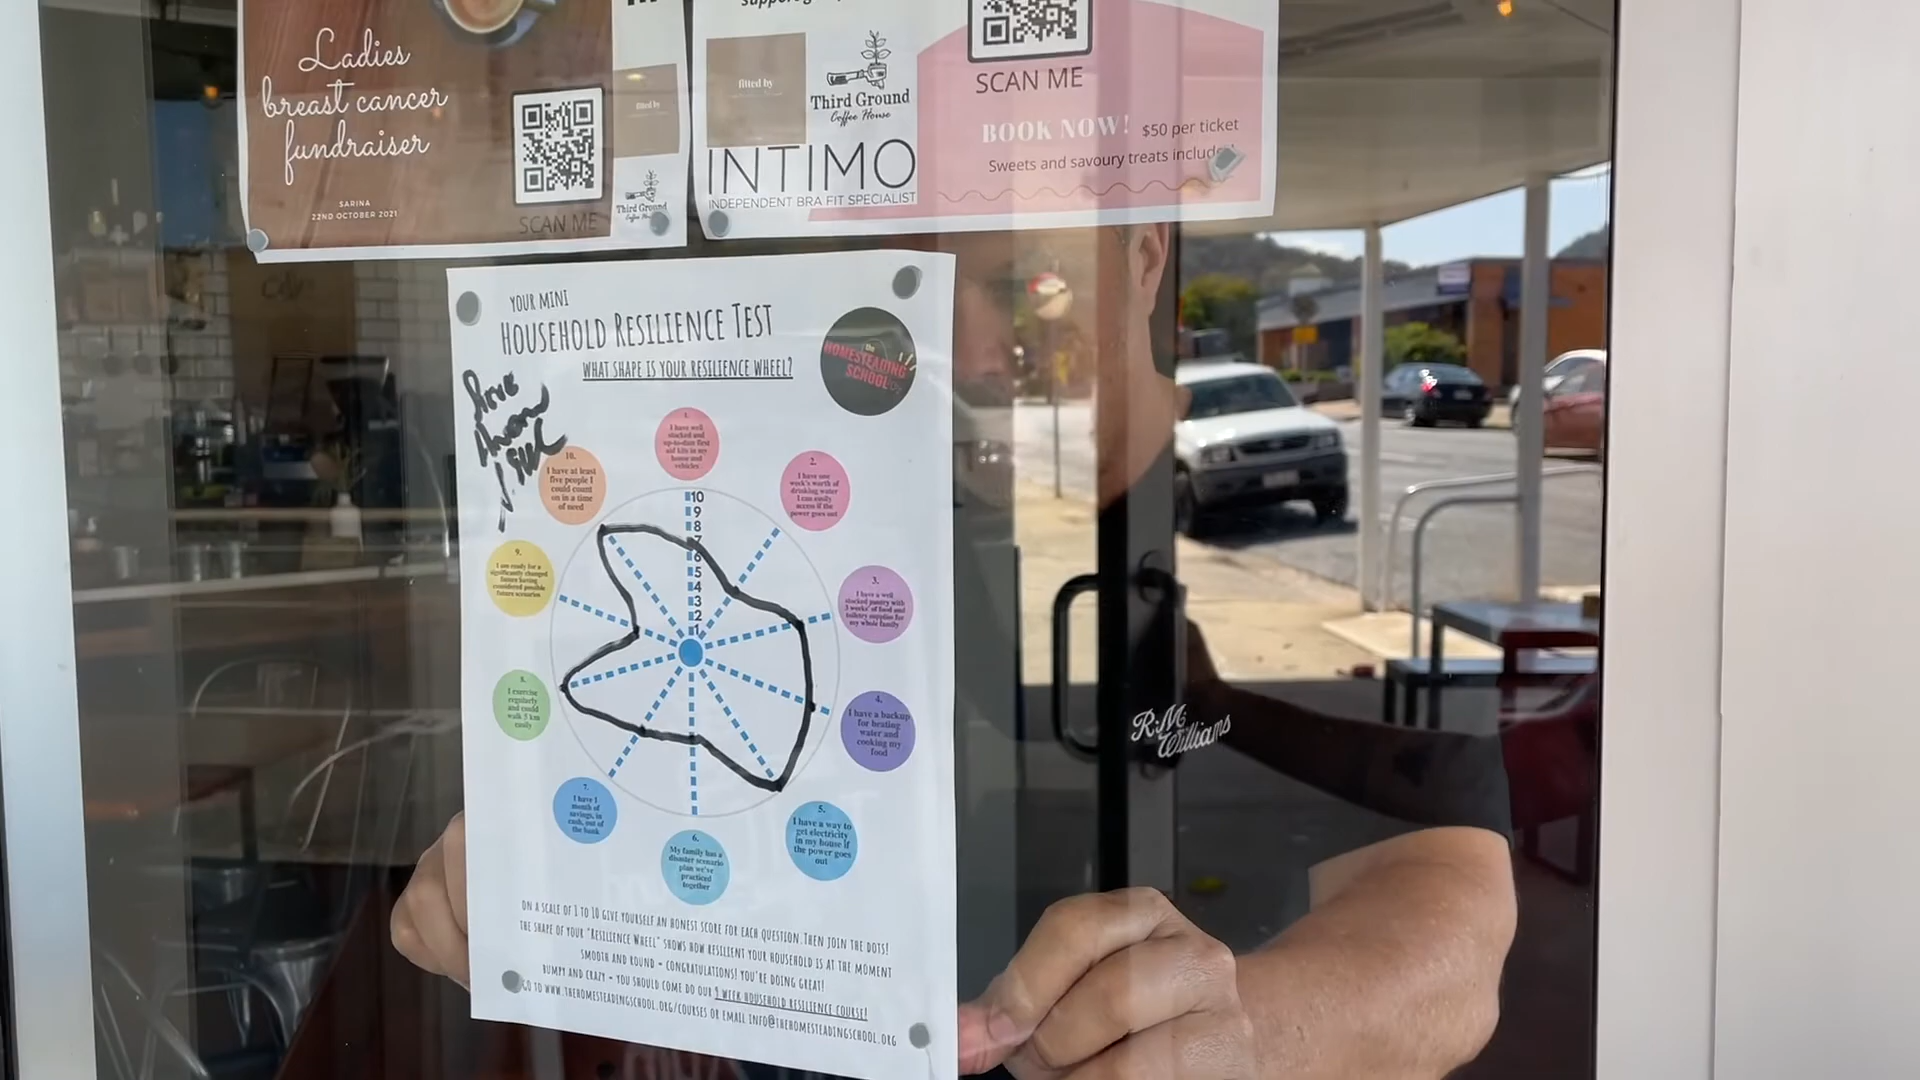 Ladies
breast cancer
fundraiser
SARINA
22ND OCTOBER 2021
SCAN ME
fitted by
Third Ground
Coffee House
fitted by
Third Ground
Coffee House
INTIMO
INDEPENDENT BRA FIT SPECIALIST
SCAN ME
BOOK NOW!
$50 per ticket
Sweets and savoury treats
YOUR MINI
HOUSEHOLD RESILIENCE TEST
WHAT SHAPE IS YOUR RESILIENCE WHEEL?
the
HOMESTEADING
SCHOOL
1.
I have well
stocked and
up-to-date first
aid kits in my
house and
vehicles
2.
I have one
week's worth of
drinking water
I can easily
access if the
power goes out
3.
I have a well
stocked pantry with
3 weeks' of food and
toiletry supplies for
my whole family
4.
I have a backup
for heating
water and
cooking my
food
5.
I have a way to
get electricity
in my house if
the power goes
out
6.
My family has a
disaster scenario
plan we've
practiced
together
7.
I have 1
month of
savings, in
cash, out of
the bank
8.
I exercise
regularly
and could
walk 5 km
easily
9.
I am ready for a
significantly changed
future having
considered possible
future scenarios
10.
I have at least
five people I
could count
on in a time
of need
10
9
8
7
6
5
4
3
2
1
ON A SCALE OF 1 TO 10 GIVE YOURSELF AN HONEST SCORE FOR EACH QUESTION. THEN JOIN THE DOTS!
THE SHAPE OF YOUR "RESILIENCE WHEEL" SHOWS HOW RESILIENT YOUR HOUSEHOLD IS AT THE MOMENT
SMOOTH AND ROUND = CONGRATULATIONS! YOU'RE DOING GREAT!
BUMPY AND CRAZY = YOU SHOULD COME DO OUR 9 WEEK HOUSEHOLD RESILIENCE COURSE!
GO TO WWW.THEHOMESTEADINGSCHOOL.ORG/COURSES OR EMAIL INFO@THEHOMESTEADINGSCHOOL.ORG
R.M.
Williams